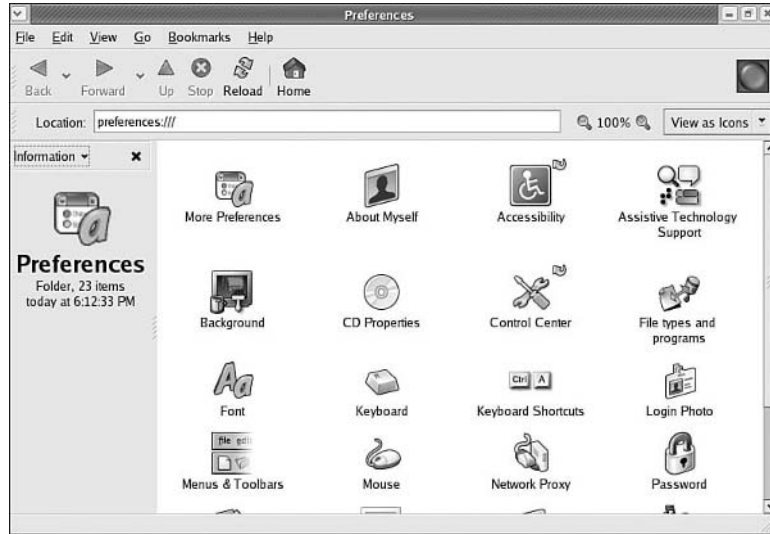 Preferences
File Edit View Go Bookmarks Help
Back Forward Up Stop Reload Home
Location: preferences:/// 100% View as Icons
Information
More Preferences About Myself Accessibility Assistive Technology
Support
Preferences
Folder, 23 items
today at 6:12:33 PM
Background CD Properties Control Center File types and
programs
Font Keyboard Ctrl A Keyboard Shortcuts Login Photo
file edit
Menus & Toolbars Mouse Network Proxy Password